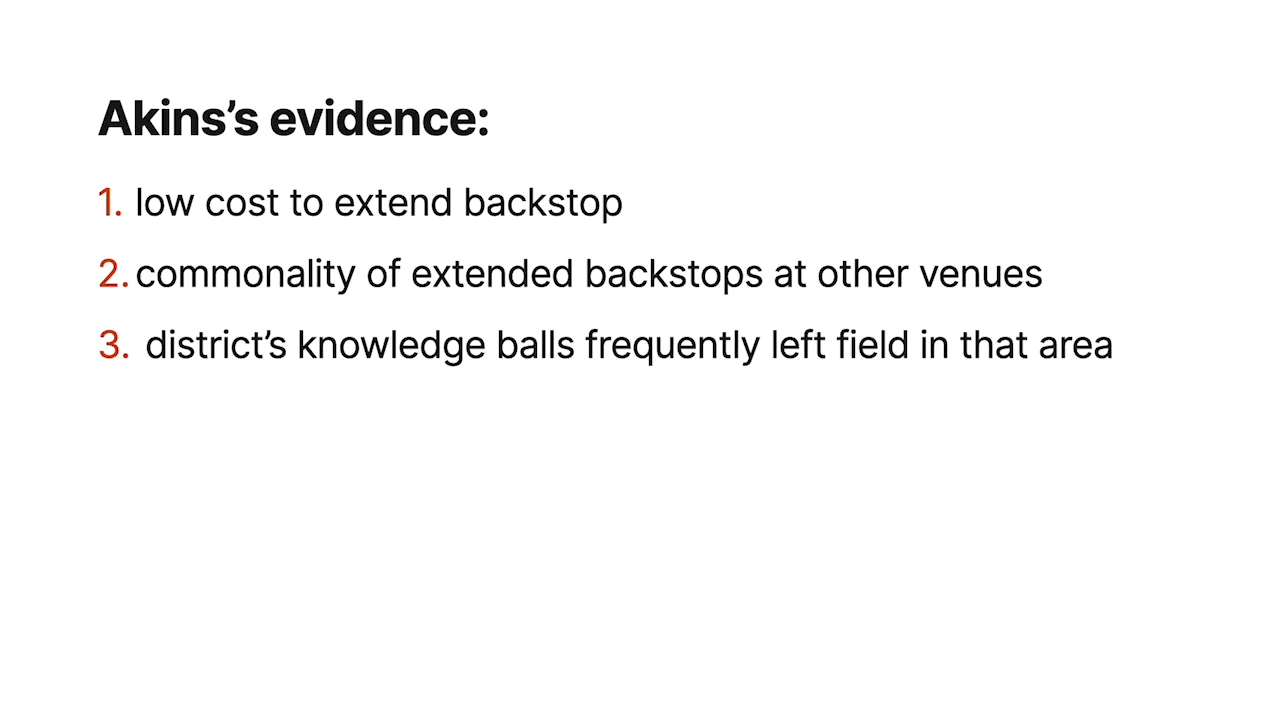 Akins’s evidence:
1. low cost to extend backstop
2. commonality of extended backstops at other venues
3. district’s knowledge balls frequently left field in that area